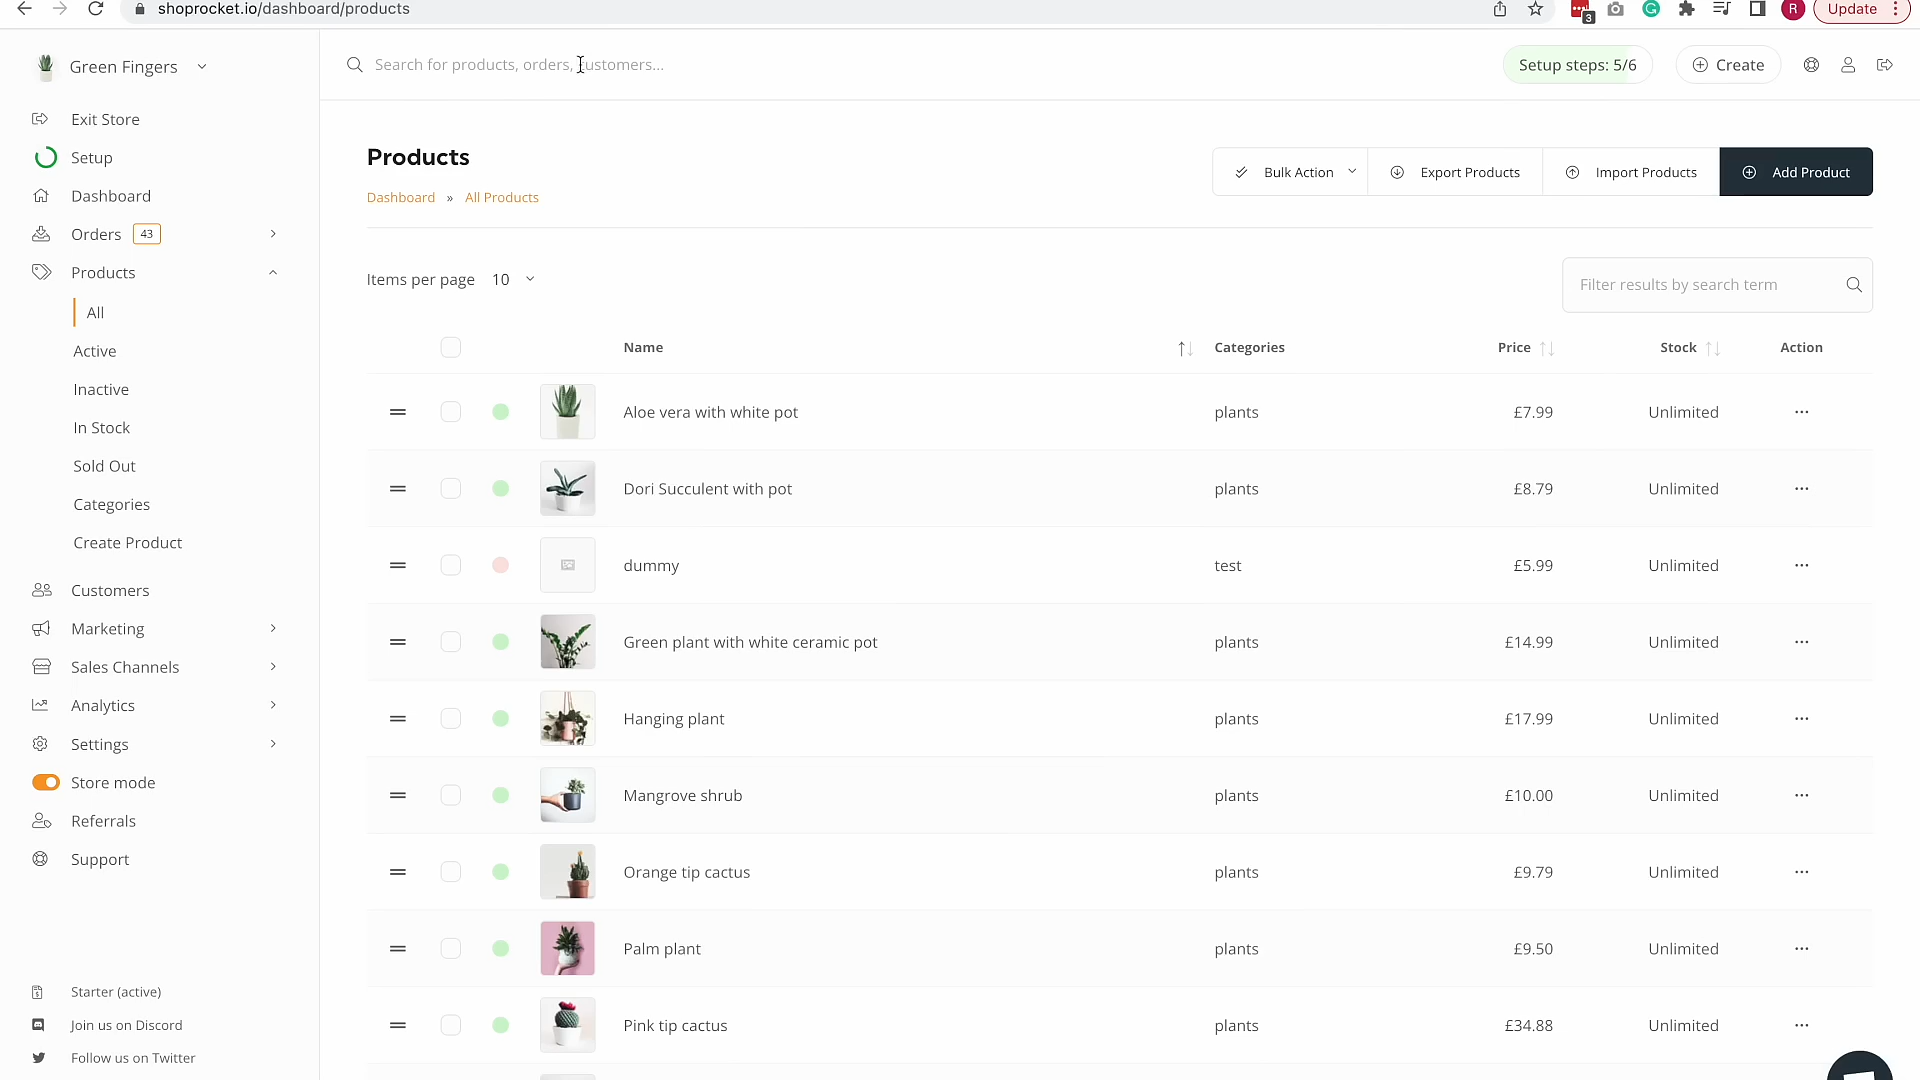 shoprocket.io/dashboard/products
3
R
Update
Green Fingers
Search for products, orders, customers...
Setup steps: 5/6
Create
Exit Store
Setup
Dashboard
Orders 43
Products
All
Active
Inactive
In Stock
Sold Out
Categories
Create Product
Customers
Marketing
Sales Channels
Analytics
Settings
Store mode
Referrals
Support
Starter (active)
Join us on Discord
Follow us on Twitter
Products
Dashboard » All Products
Bulk Action
Export Products
Import Products
Add Product
Items per page 10
Filter results by search term
Name Categories Price Stock Action
Aloe vera with white pot plants £7.99 Unlimited ...
Dori Succulent with pot plants £8.79 Unlimited ...
dummy test £5.99 Unlimited ...
Green plant with white ceramic pot plants £14.99 Unlimited ...
Hanging plant plants £17.99 Unlimited ...
Mangrove shrub plants £10.00 Unlimited ...
Orange tip cactus plants £9.79 Unlimited ...
Palm plant plants £9.50 Unlimited ...
Pink tip cactus plants £34.88 Unlimited ...